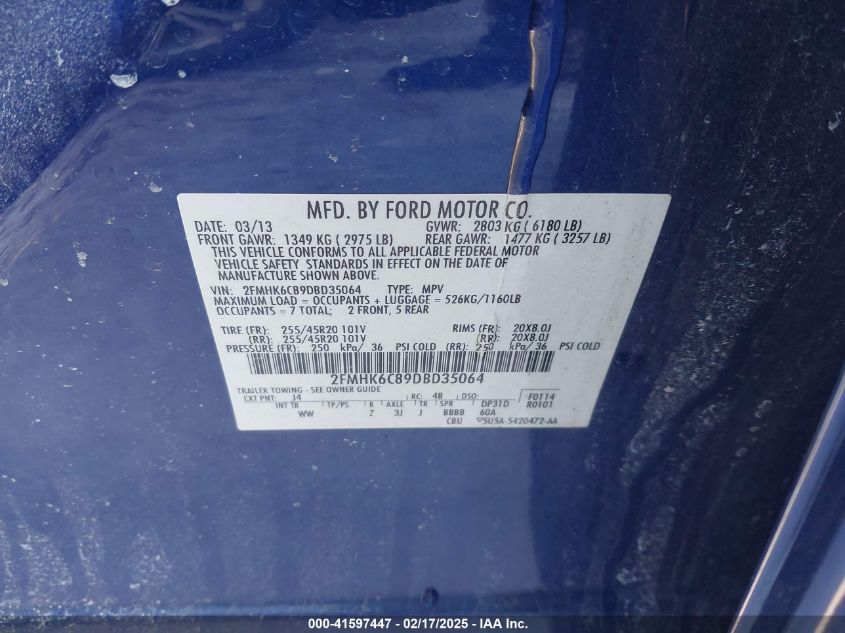 MFD. BY FORD MOTOR CO.
DATE: 03/13 GVWR: 2803 KG ( 6180 LB)
FRONT GAWR: 1349 KG ( 2975 LB) REAR GAWR: 1477 KG ( 3257 LB)
THIS VEHICLE CONFORMS TO ALL APPLICABLE FEDERAL MOTOR
VEHICLE SAFETY STANDARDS IN EFFECT ON THE DATE OF
MANUFACTURE SHOWN ABOVE.
VIN: 2FMHK6C89DBD35064 TYPE: MPV
MAXIMUM LOAD = OCCUPANTS + LUGGAGE = 526KG/1160LB
OCCUPANTS = 7 TOTAL; 2 FRONT, 5 REAR
TIRE (FR): 255/45R20 101V RIMS (FR): 20X8.0J
(RR): 255/45R20 101V (RR): 20X8.0J
PRESSURE (FR): 250 kPa/ 36 PSI COLD (RR): 250 kPa/ 36 PSI COLD
2FMHK6C89DBD35064
TRAILER TOWING - SEE OWNER GUIDE
EXT PNT: J4 RC: 48 DSO: F0114
INT TR TP/PS R AXLE TR SPR DP31D R0101
WW Z 3J J BBBB 60A
CBU 5U5A-5420472-AA
000-41597447 - 02/17/2025 - IAA Inc.